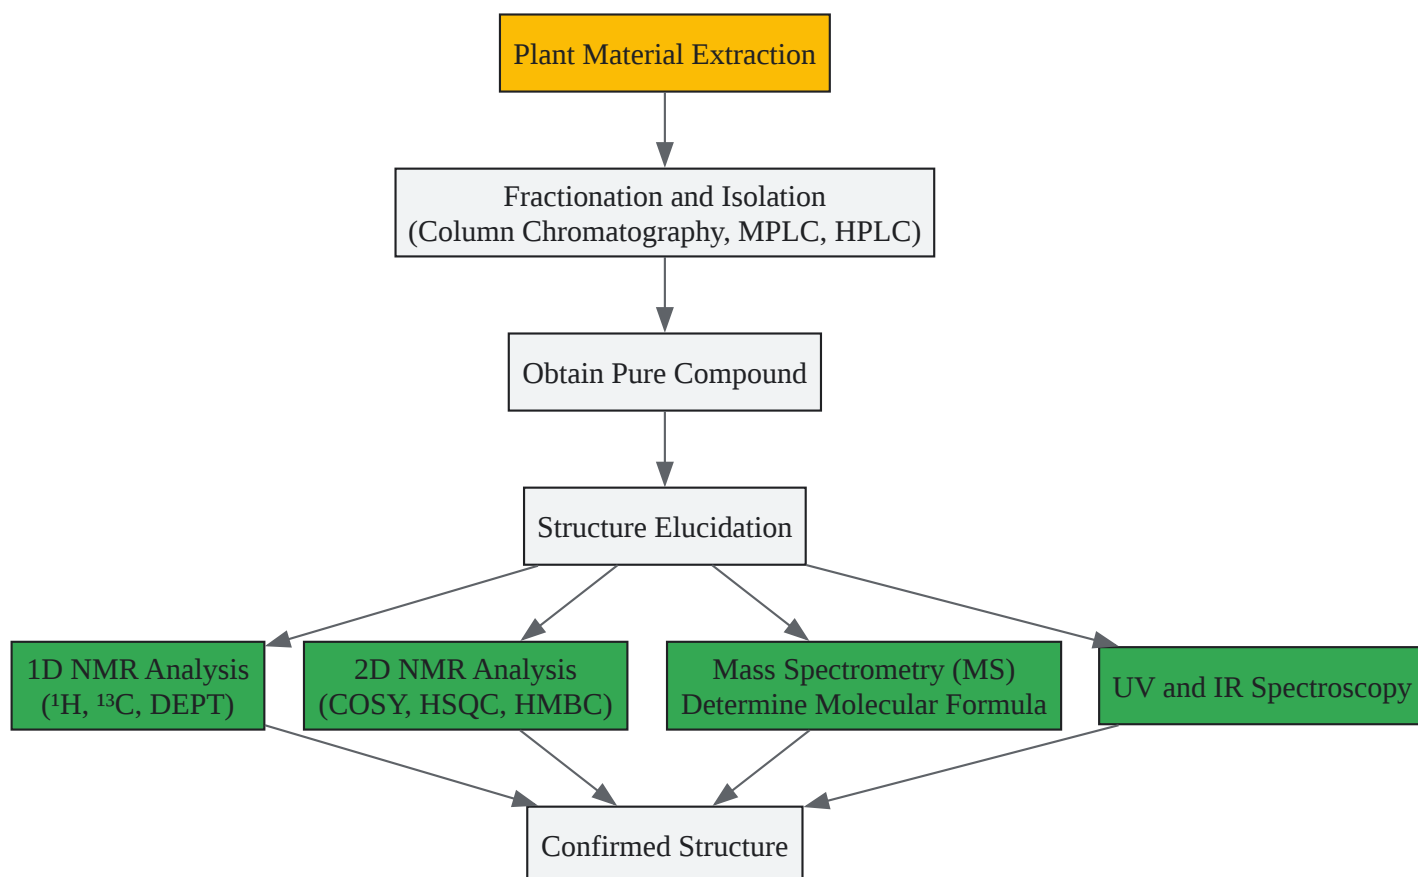 Plant Material Extraction
Fractionation and Isolation
(Column Chromatography, MPLC, HPLC)
Obtain Pure Compound
Structure Elucidation
1D NMR Analysis
(¹H, ¹³C, DEPT)
2D NMR Analysis
(COSY, HSQC, HMBC)
Mass Spectrometry (MS)
Determine Molecular Formula
UV and IR Spectroscopy
Confirmed Structure